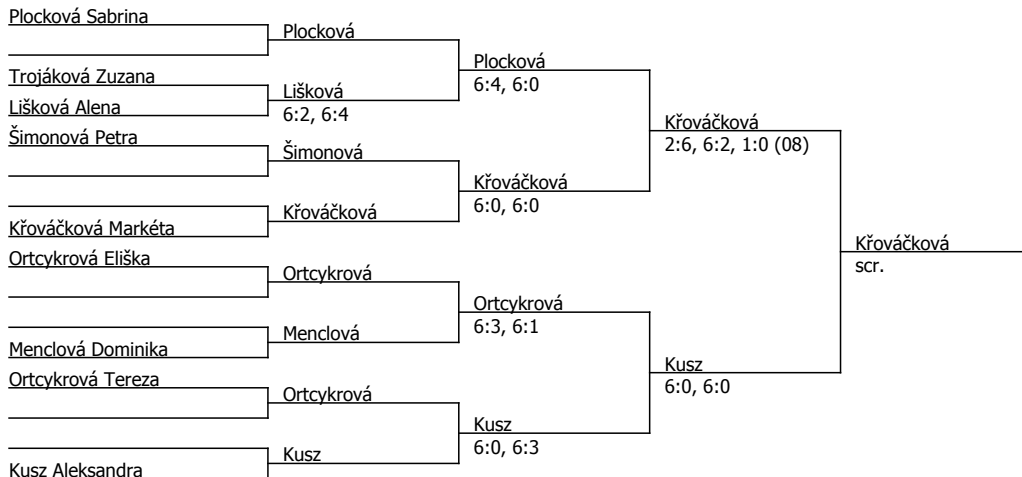 Plocková Sabrina
Plocková
Plocková
6:4, 6:0
Trojáková Zuzana
Lišková Alena
Lišková
6:2, 6:4
Křováčková
2:6, 6:2, 1:0 (08)
Šimonová Petra
Šimonová
Křováčková
6:0, 6:0
Křováčková Markéta
Křováčková
Křováčková
scr.
Ortcykrová Eliška
Ortcykrová
Ortcykrová
6:3, 6:1
Menclová Dominika
Menclová
Kusz
6:0, 6:0
Ortcykrová Tereza
Ortcykrová
Kusz
6:0, 6:3
Kusz Aleksandra
Kusz